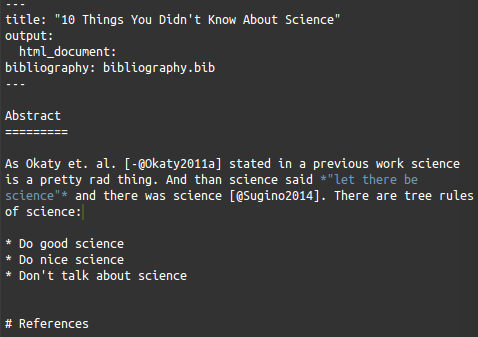 ---
title: "10 Things You Didn't Know About Science"
output:
  html_document:
bibliography: bibliography.bib
---
Abstract
=========
As Okaty et. al. [-@Okaty2011a] stated in a previous work science
is a pretty rad thing. And than science said *"let there be
science"* and there was science [@Sugino2014]. There are tree rules
of science:
* Do good science
* Do nice science
* Don't talk about science
# References